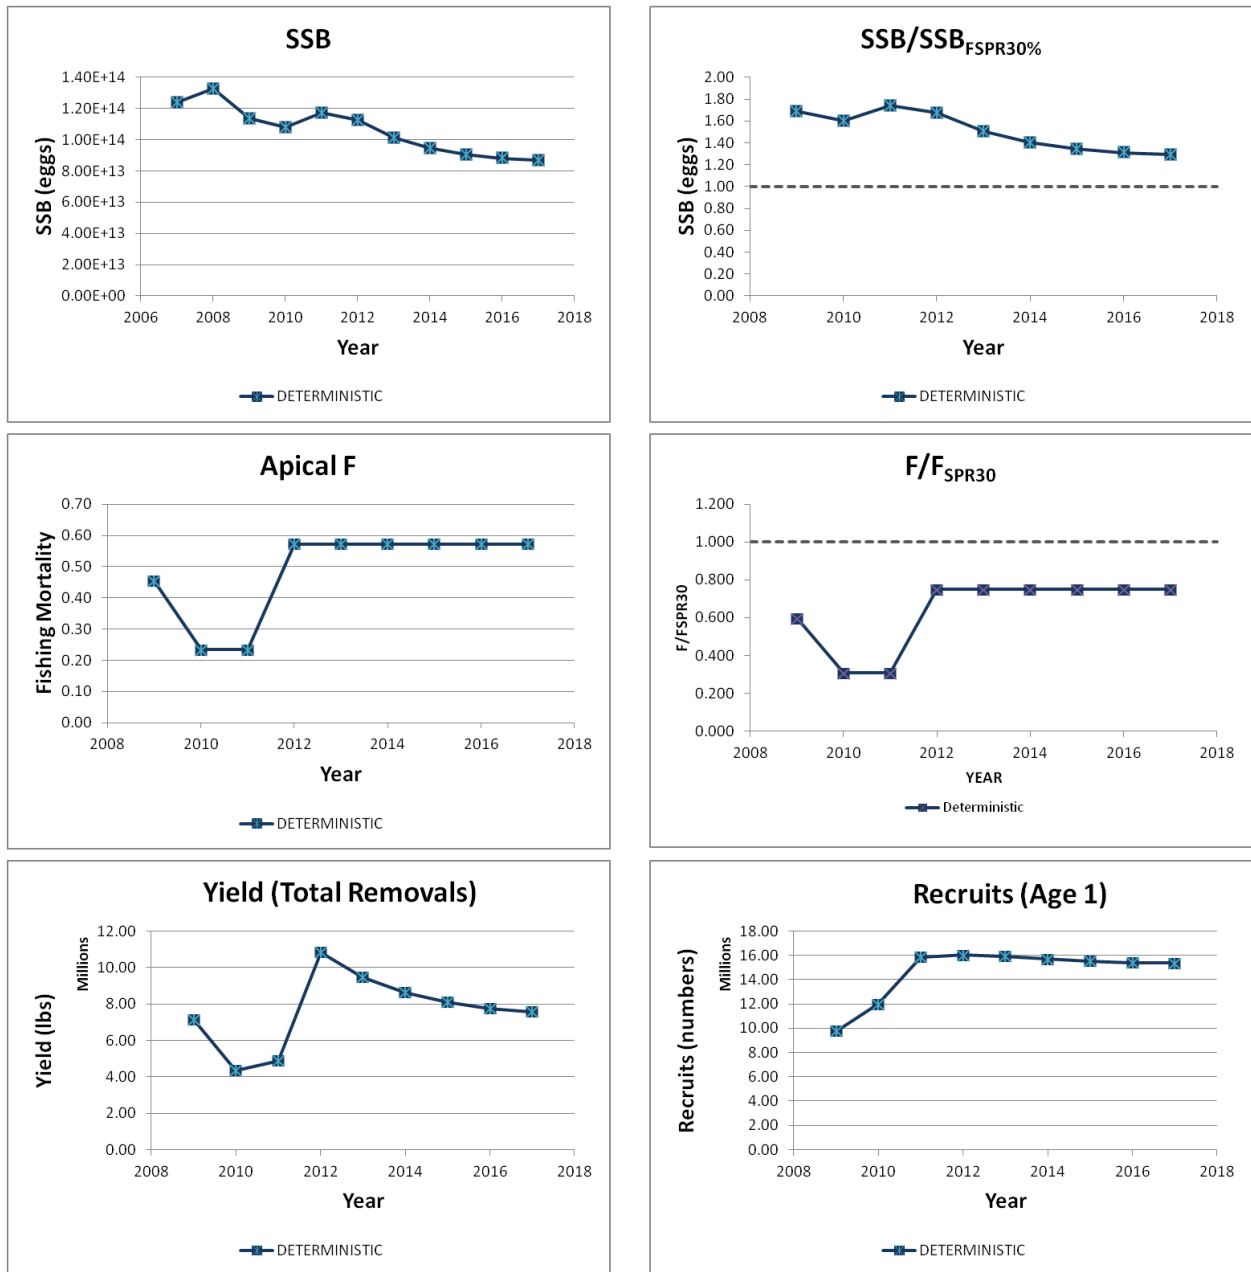 SSB
SSB (eggs)
1.40E+14
1.20E+14
1.00E+14
8.00E+13
6.00E+13
4.00E+13
2.00E+13
0.00E+00
2006 2008 2010 2012 2014 2016 2018
Year
DETERMINISTIC
SSB/SSBFSPR30%
SSB (eggs)
2.00
1.80
1.60
1.40
1.20
1.00
0.80
0.60
0.40
0.20
0.00
2008 2010 2012 2014 2016 2018
Year
DETERMINISTIC
Apical F
Fishing Mortality
0.70
0.60
0.50
0.40
0.30
0.20
0.10
0.00
2008 2010 2012 2014 2016 2018
Year
DETERMINISTIC
F/FSPR30
F/FSPR30
1.200
1.000
0.800
0.600
0.400
0.200
0.000
2008 2010 2012 2014 2016 2018
YEAR
Deterministic
Yield (Total Removals)
Yield (lbs)
Millions
12.00
10.00
8.00
6.00
4.00
2.00
0.00
2008 2010 2012 2014 2016 2018
Year
DETERMINISTIC
Recruits (Age 1)
Recruits (numbers)
Millions
18.00
16.00
14.00
12.00
10.00
8.00
6.00
4.00
2.00
0.00
2008 2010 2012 2014 2016 2018
Year
DETERMINISTIC